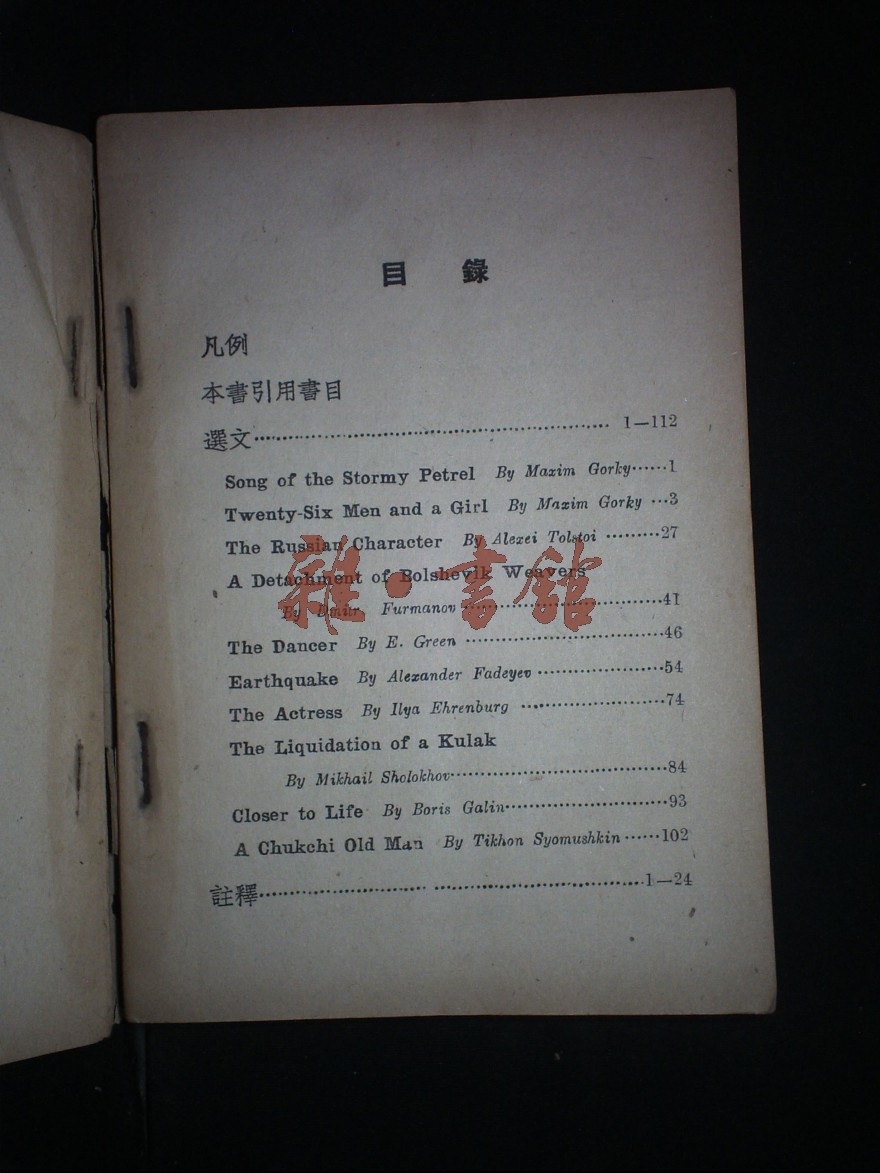 目 錄
凡例
本書引用書目
選文 1—112
Song of the Stormy Petrel By Maxim Gorky 1
Twenty-Six Men and a Girl By Maxim Gorky 3
The Russian Character By Alexei Tolstoi 27
A Detachment of Bolshevik Weavers
By Furmanov 41
The Dancer By E. Green 46
Earthquake By Alexander Fadeyev 54
The Actress By Ilya Ehrenburg 74
The Liquidation of a Kulak
By Mikhail Sholokhov 84
Closer to Life By Boris Galin 93
A Chukchi Old Man By Tikhon Syomushkin 102
註釋 1—24
雜·書館